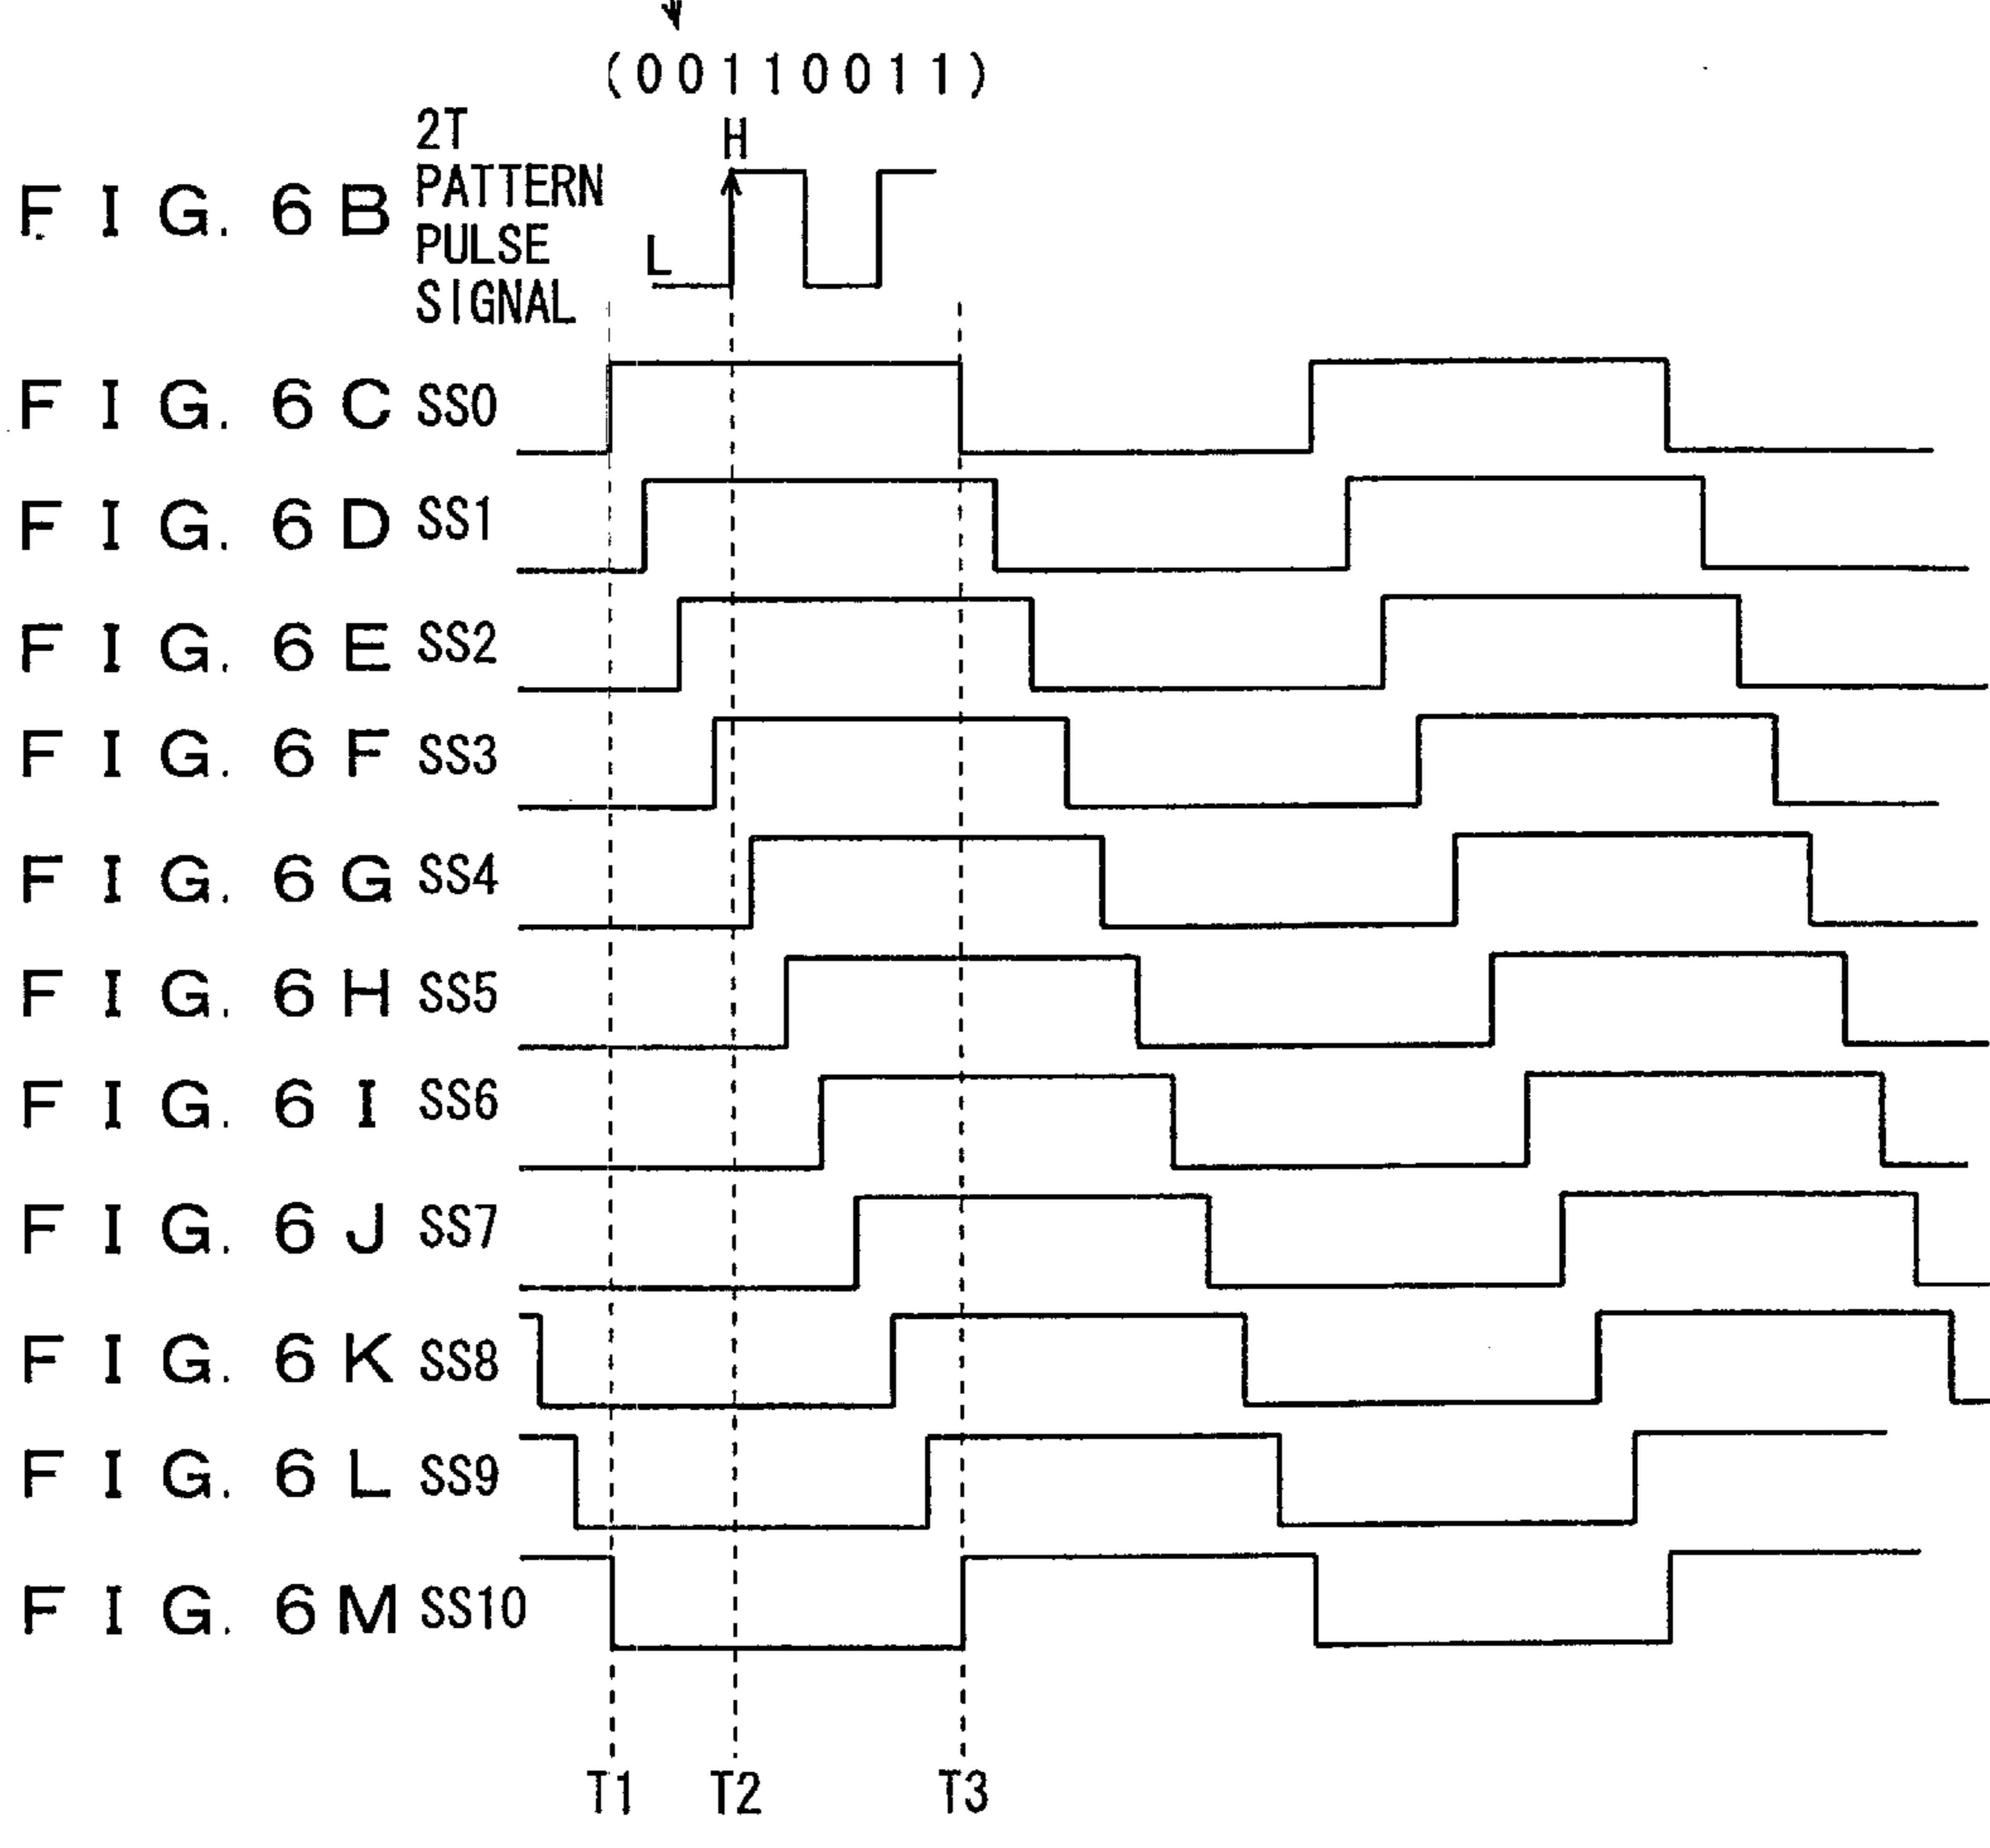 (00110011)
FIG. 6B 2T PATTERN PULSE SIGNAL
H
L
FIG. 6C SS0
FIG. 6D SS1
FIG. 6E SS2
FIG. 6F SS3
FIG. 6G SS4
FIG. 6H SS5
FIG. 6I SS6
FIG. 6J SS7
FIG. 6K SS8
FIG. 6L SS9
FIG. 6M SS10
T1 T2 T3